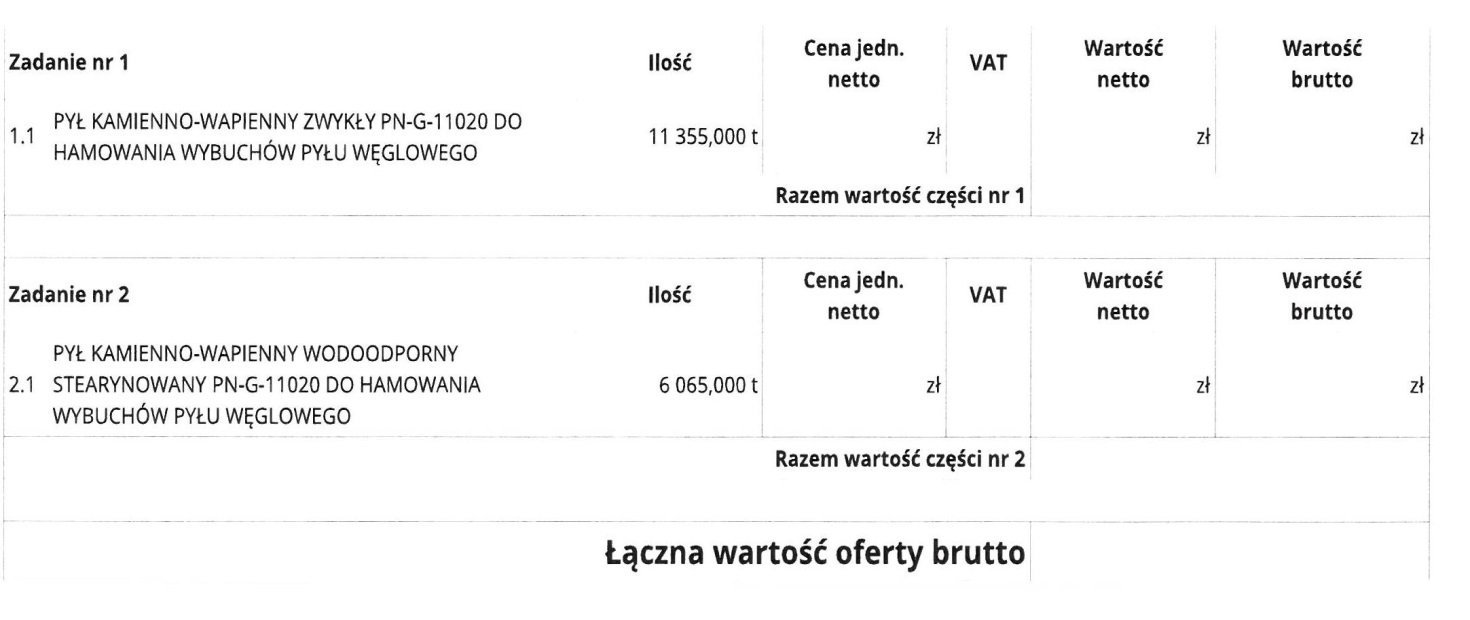 Zadanie nr 1 Ilość Cena jedn. netto VAT Wartość netto Wartość brutto
1.1 PYŁ KAMIENNO-WAPIENNY ZWYKŁY PN-G-11020 DO
HAMOWANIA WYBUCHÓW PYŁU WĘGLOWEGO 11 355,000 t zł zł zł
Razem wartość części nr 1
Zadanie nr 2 Ilość Cena jedn. netto VAT Wartość netto Wartość brutto
PYŁ KAMIENNO-WAPIENNY WODOODPORNY
2.1 STEARYNOWANY PN-G-11020 DO HAMOWANIA 6 065,000 t zł zł zł
WYBUCHÓW PYŁU WĘGLOWEGO
Razem wartość części nr 2
Łączna wartość oferty brutto